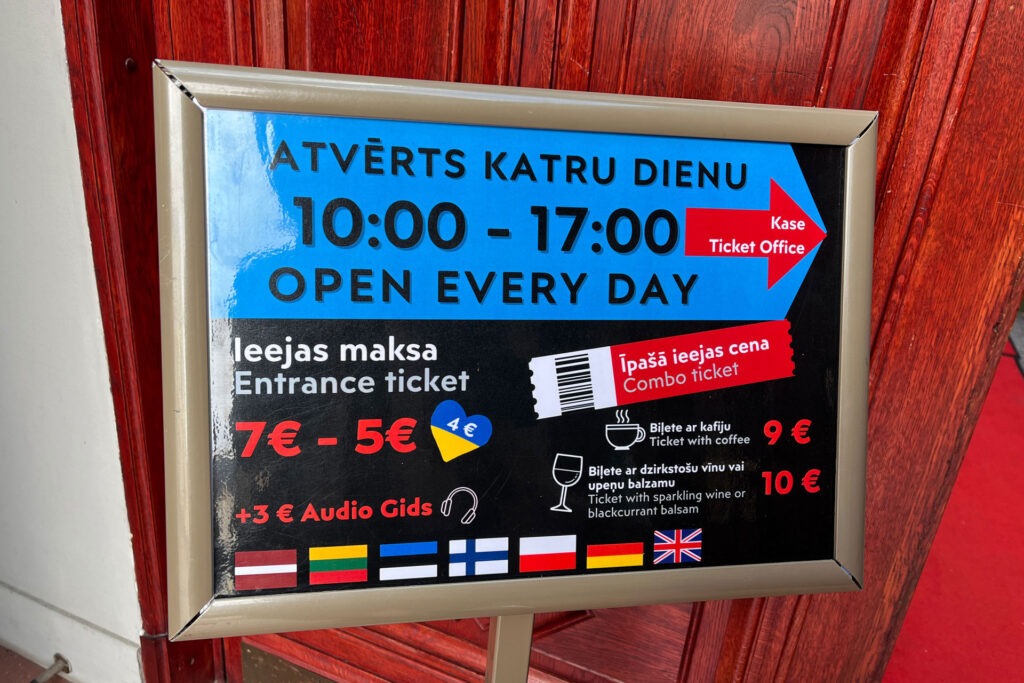 ATVĒRTS KATRU DIENU
10:00 - 17:00
OPEN EVERY DAY
Kase
Ticket Office
Ieejas maksa
Entrance ticket
7€ - 5€
4 €
+3 € Audio Gids
Īpašā ieejas cena
Combo ticket
Biļete ar kafiju
Ticket with coffee
9 €
Biļete ar dzirkstošu vīnu vai
upeņu balzamu
Ticket with sparkling wine or
blackcurrant balsam
10 €